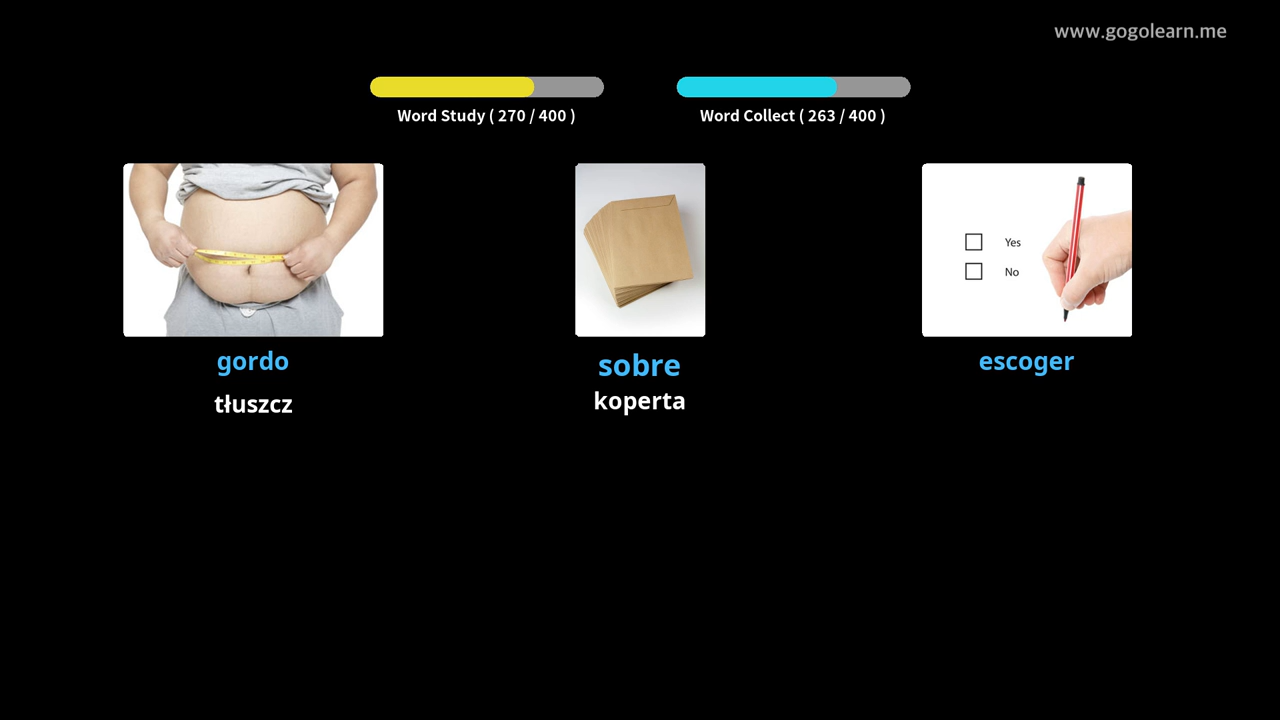 www.gogolearn.me
Word Study ( 270 / 400 )
Word Collect ( 263 / 400 )
Yes
No
gordo
sobre
escoger
tłuszcz
koperta